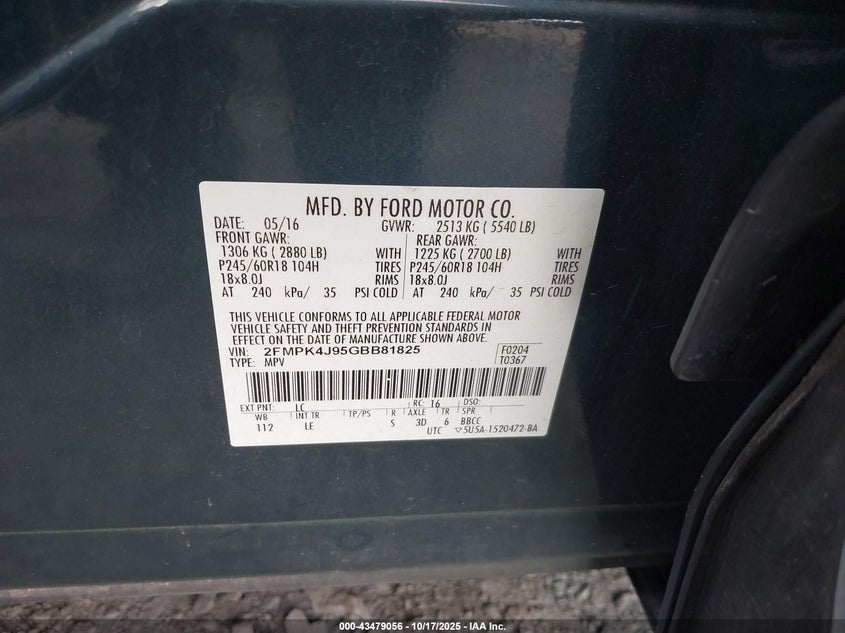 MFD. BY FORD MOTOR CO.
DATE: 05/16 GVWR: 2513 KG ( 5540 LB)
FRONT GAWR: REAR GAWR:
1306 KG ( 2880 LB) WITH 1225 KG ( 2700 LB) WITH
P245/60R18 104H TIRES P245/60R18 104H TIRES
18x8.0J RIMS 18x8.0J RIMS
AT 240 kPa/ 35 PSI COLD AT 240 kPa/ 35 PSI COLD
THIS VEHICLE CONFORMS TO ALL APPLICABLE FEDERAL MOTOR
VEHICLE SAFETY AND THEFT PREVENTION STANDARDS IN
EFFECT ON THE DATE OF MANUFACTURE SHOWN ABOVE.
VIN: 2FMPK4J95GBB81825 F0204
TYPE: MPV T0367
EXT PNT: LC RC: 16 DSO:
WB INT TR TP/PS R AXLE TR SPR
112 LE S 3D 6 BBCC
UTC ▽5U5A-1520472-BA
000-43479056 - 10/17/2025 - IAA Inc.